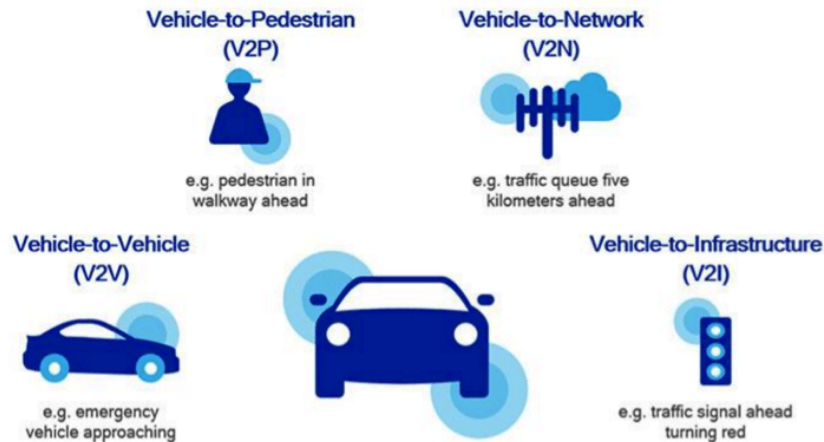 Vehicle-to-Pedestrian
(V2P)
e.g. pedestrian in
walkway ahead
Vehicle-to-Network
(V2N)
e.g. traffic queue five
kilometers ahead
Vehicle-to-Vehicle
(V2V)
e.g. emergency
vehicle approaching
Vehicle-to-Infrastructure
(V2I)
e.g. traffic signal ahead
turning red